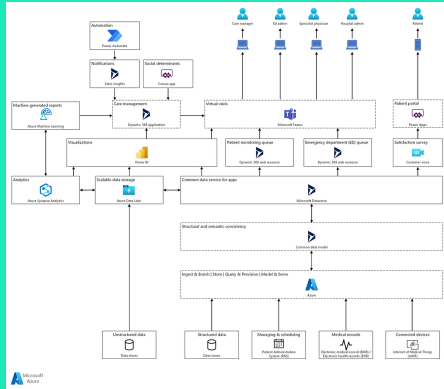 Care manager
Ed admin
Specialist physician
Hospital admin
Patient
Automation
Power Automate
Notifications
Sales insights
Social determinants
Canvas app
Machine generated reports
Azure Machine Learning
Care management
Dynamic 365 application
Virtual visits
Microsoft Teams
Patient portal
Power Apps
Visualizations
Power BI
Patient monitoring queue
Dynamic 365 web resource
Emergency department (ED) queue
Dynamic 365 web resource
Satisfaction survey
Customer voice
Analytics
Azure Synapse Analytics
Scalable data storage
Azure Data Lake
Common data service for apps
Microsoft Dataverse
Structural and semantic consistency
Common data model
Ingest & Enrich | Store | Query & Provision | Model & Serve
Azure
Unstructured data
Data stores
Structured data
Data stores
Managing & scheduling
Patient Administration
System (PAS)
Medical records
Electronic medical record (EMR) /
Electronic health records (EHR)
Connected devices
Internet of Medical Things
(IoMT)
Microsoft
Azure